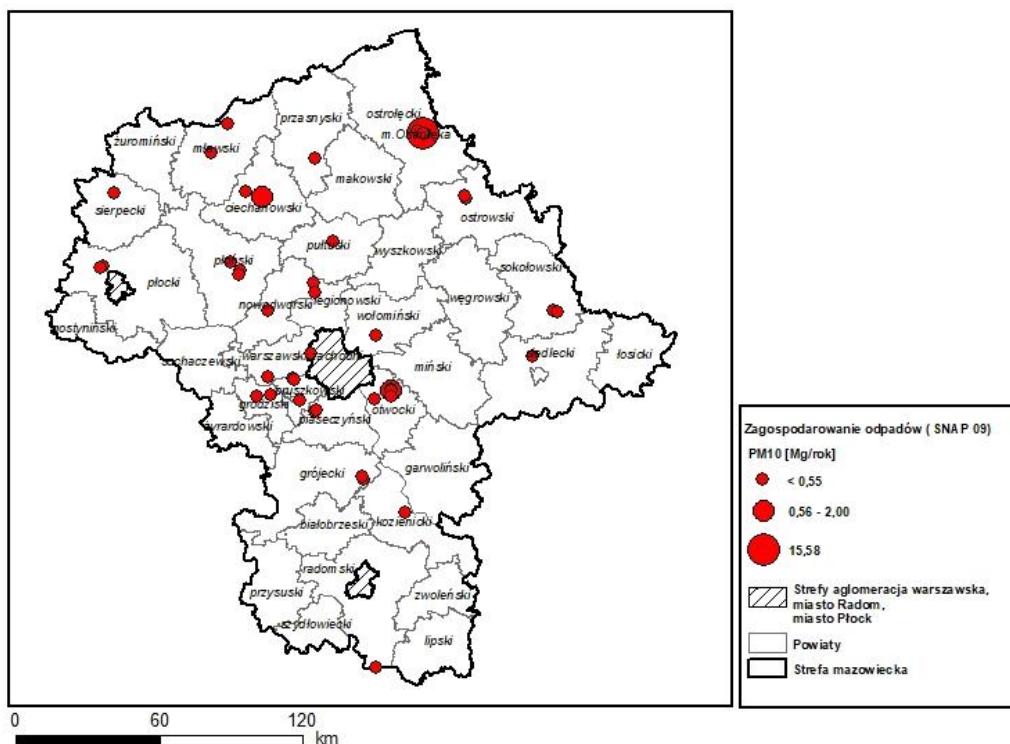 ostrołęcki
przasnyski
m.Ostrołęka
żuromiński
mławski
makowski
sierpecki
ciechanowski
ostrowski
pułtuski
wyszkowski
sokołowski
płoński
płocki
węgrowski
nowodworski
legionowski
gostyniński
wołomiński
sochaczewski
warszawski zachodni
miński
siedlecki
łosicki
pruszkowski
grodziski
otwocki
piaseczyński
żyrardowski
grójecki
garwoliński
białobrzeski
kozienicki
radomski
przysuski
zwoleński
szydłowiecki
lipski
Zagospodarowanie odpadów ( SNAP 09)
PM10 [Mg/rok]
< 0,55
0,56 - 2,00
15,58
Strefy aglomeracja warszawska,
miasto Radom,
miasto Płock
Powiaty
Strefa mazowiecka
0 60 120
km